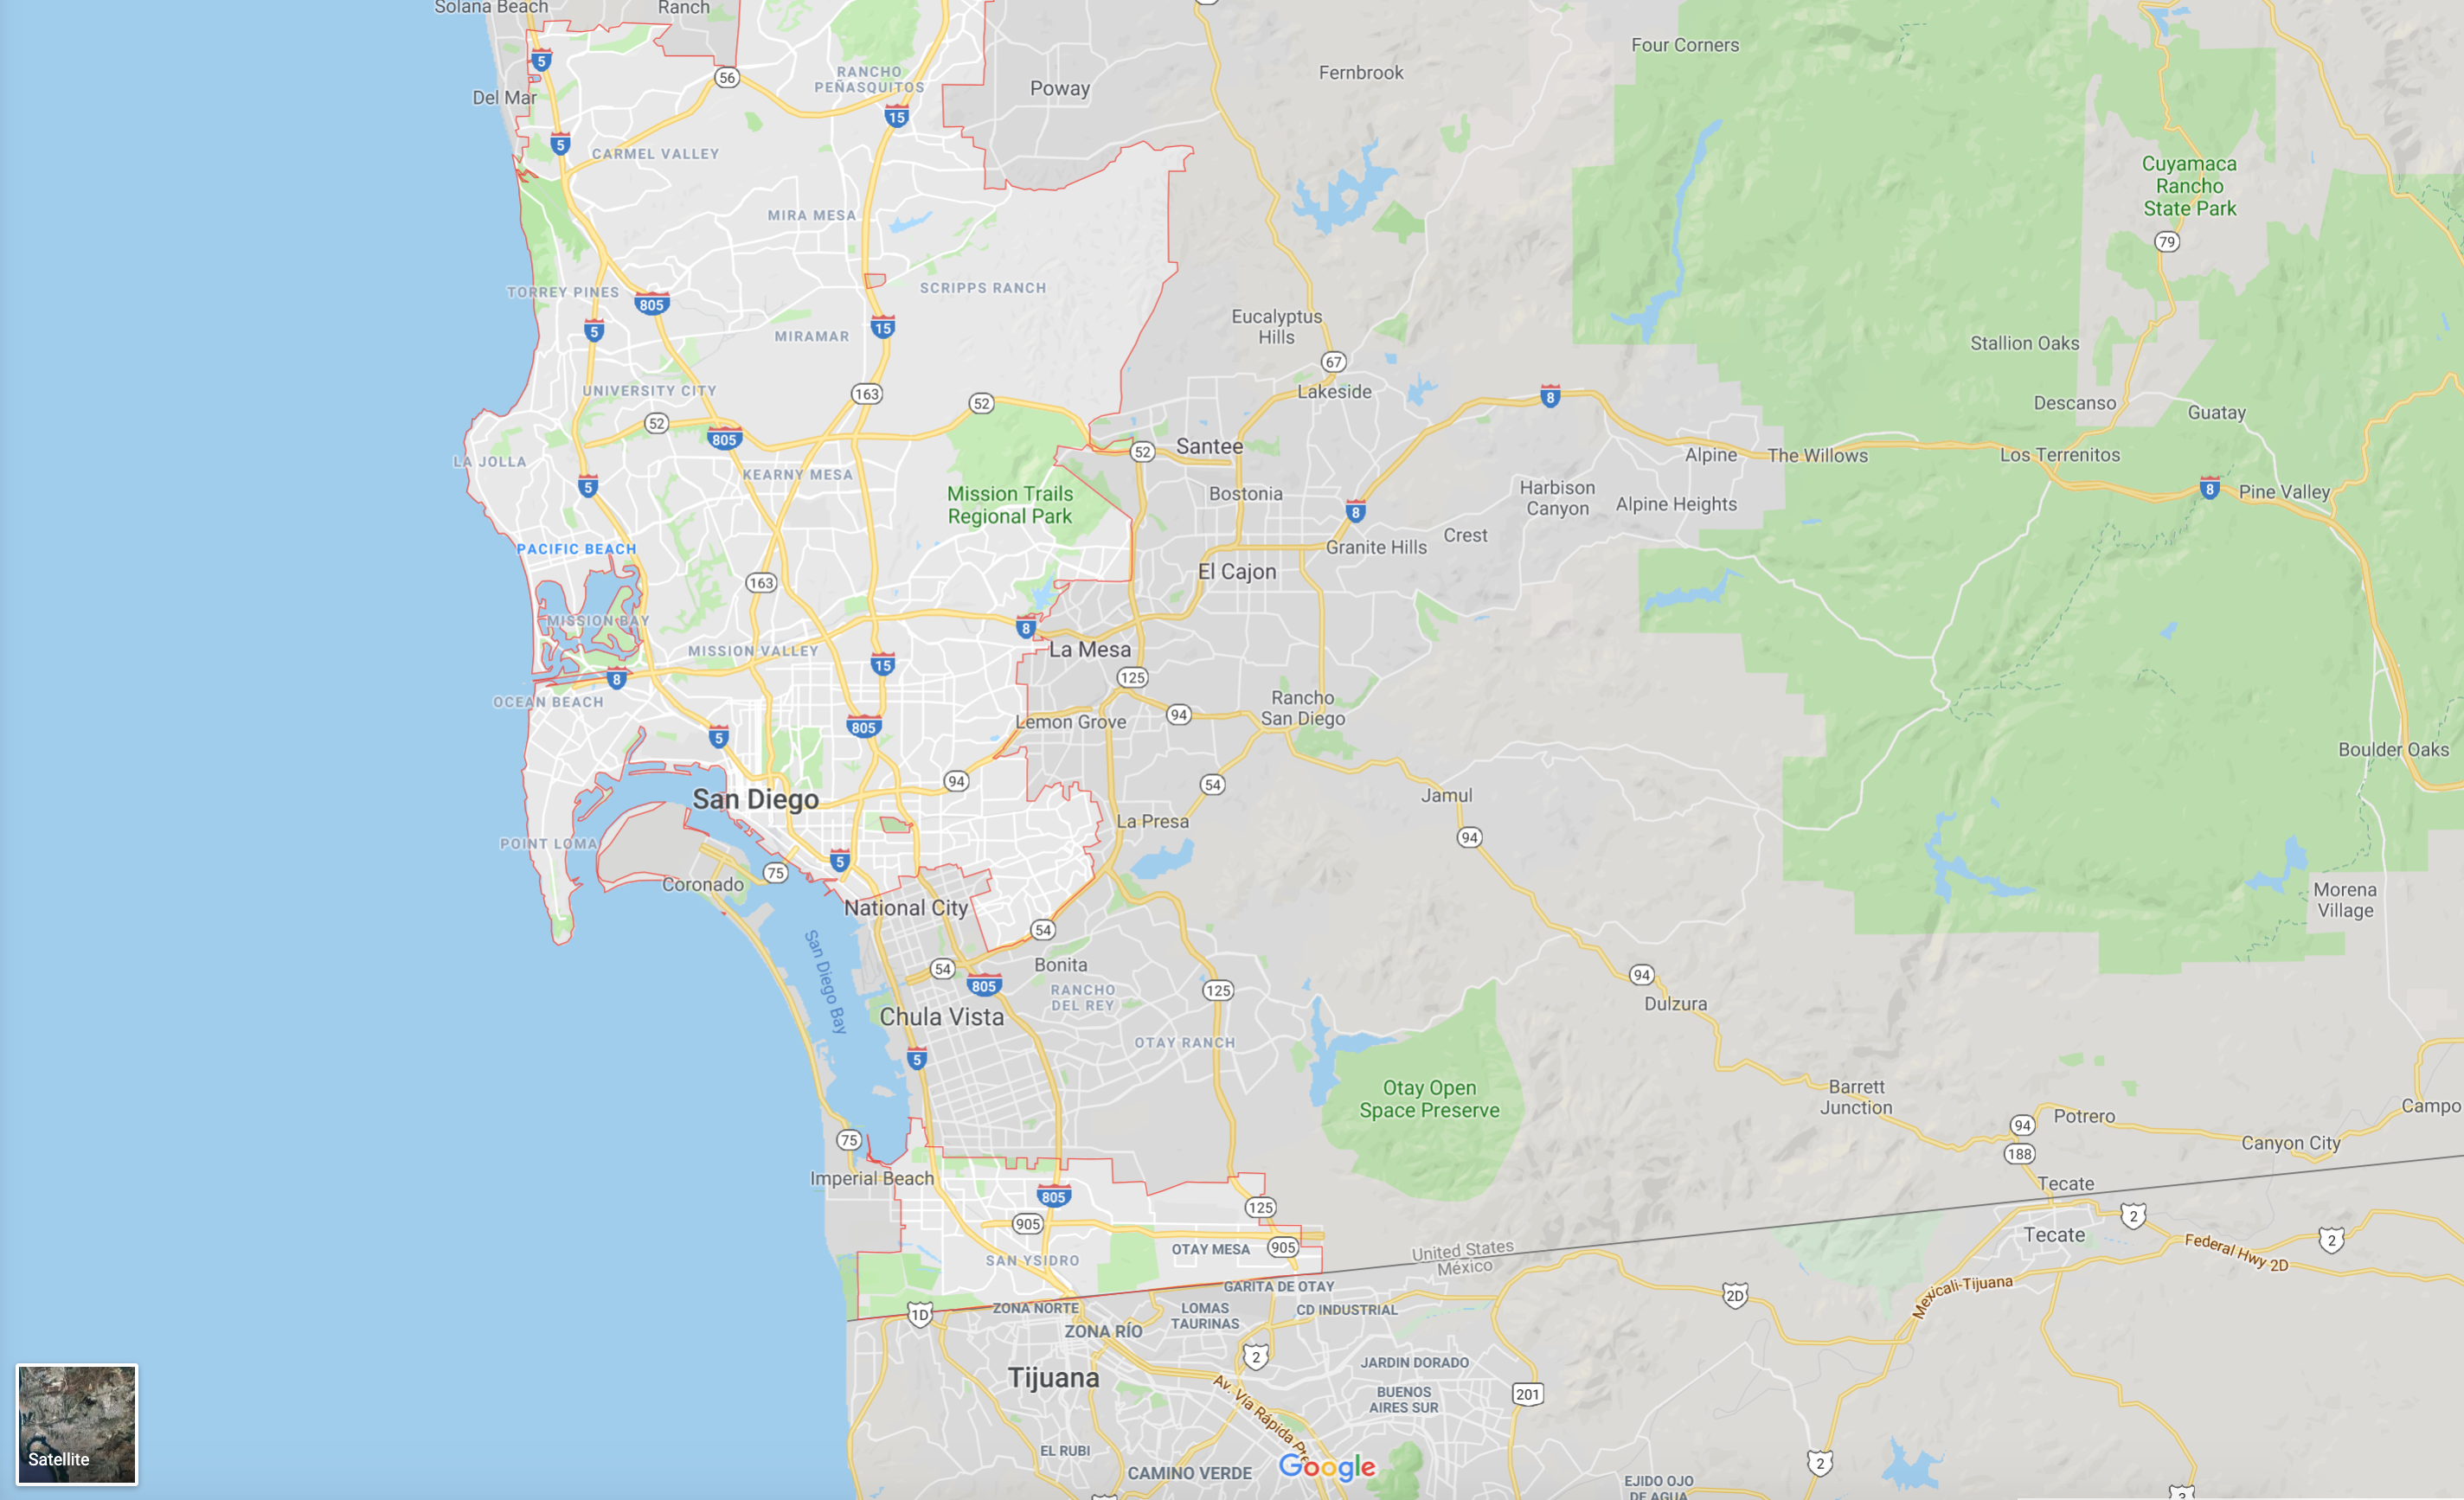 Solana Beach
Ranch
5
Four Corners
56
RANCHO
PEÑASQUITOS
Poway
Fernbrook
Del Mar
15
5
CARMEL VALLEY
Cuyamaca
Rancho
State Park
MIRA MESA
79
TORREY PINES
SCRIPPS RANCH
805
5
15
MIRAMAR
Eucalyptus
Hills
Stallion Oaks
67
UNIVERSITY CITY
163
52
Lakeside
8
Descanso
Guatay
52
805
LA JOLLA
52
Santee
Alpine
The Willows
Los Terrenitos
KEARNY MESA
5
Mission Trails
Regional Park
Bostonia
8
Harbison
Canyon
Alpine Heights
8
Pine Valley
Crest
Granite Hills
PACIFIC BEACH
163
El Cajon
MISSION BAY
8
MISSION VALLEY
La Mesa
15
8
125
OCEAN BEACH
94
Rancho
San Diego
Lemon Grove
805
5
Boulder Oaks
94
54
San Diego
Jamul
La Presa
94
POINT LOMA
5
75
Coronado
Morena
Village
National City
54
San Diego Bay
54
Bonita
94
805
RANCHO
DEL REY
125
Dulzura
Chula Vista
OTAY RANCH
5
Otay Open
Space Preserve
Barrett
Junction
94
Potrero
Campo
75
Canyon City
188
Imperial Beach
Tecate
805
125
2
905
Tecate
OTAY MESA
905
United States
México
2
Federal Hwy 2D
SAN YSIDRO
GARITA DE OTAY
Mexicali-Tijuana
2D
1D
ZONA NORTE
LOMAS
TAURINAS
CD INDUSTRIAL
ZONA RÍO
2
JARDIN DORADO
Tijuana
Av. Vía Rápida Pte
BUENOS
AIRES SUR
201
EL RUBI
Satellite
CAMINO VERDE
Google
2
EJIDO OJO
DE AGUA
3